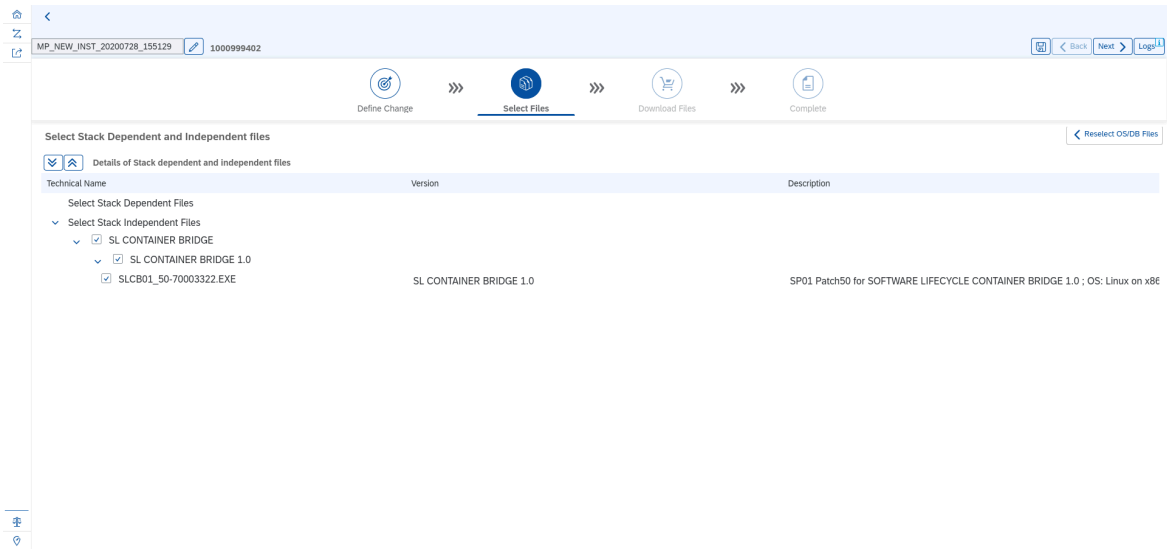 MP_NEW_INST_20200728_155129 1000999402 Back Next Logs
Define Change Select Files Download Files Complete
Select Stack Dependent and Independent files Reselect OS/DB Files
Details of Stack dependent and independent files
Technical Name Version Description
Select Stack Dependent Files
Select Stack Independent Files
SL CONTAINER BRIDGE
SL CONTAINER BRIDGE 1.0
SLCB01_50-70003322.EXE SL CONTAINER BRIDGE 1.0 SP01 Patch50 for SOFTWARE LIFECYCLE CONTAINER BRIDGE 1.0 ; OS: Linux on x86